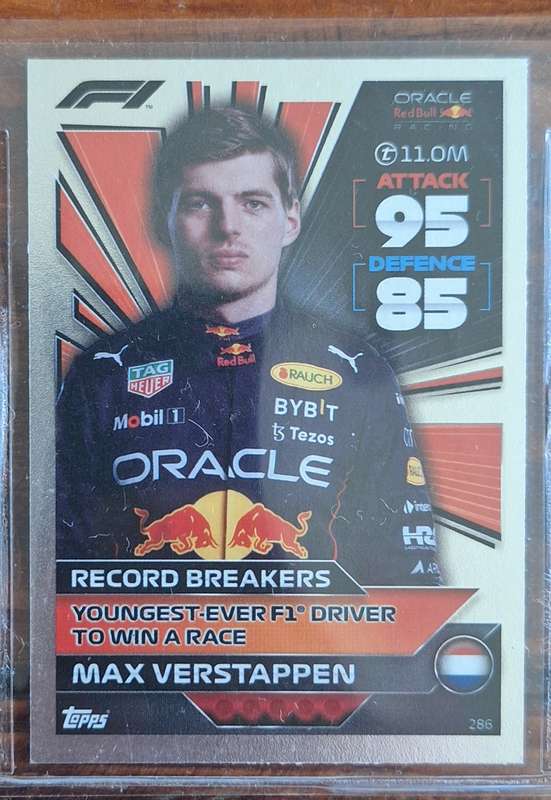 F1
TM
ORACLE
Red Bull
RACING
11.0M
ATTACK
95
DEFENCE
85
Red Bull
TAG
HEUER
RAUCH
Mobil 1
BYBIT
Tezos
ORACLE
RECORD BREAKERS
YOUNGEST-EVER F1® DRIVER
TO WIN A RACE
MAX VERSTAPPEN
Topps
286